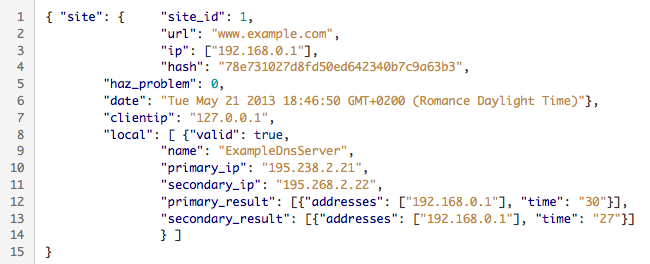 1 { "site": { "site_id": 1,
2 "url": "www.example.com",
3 "ip": ["192.168.0.1"],
4 "hash": "78e731027d8fd50ed642340b7c9a63b3",
5 "haz_problem": 0,
6 "date": "Tue May 21 2013 18:46:50 GMT+0200 (Romance Daylight Time)"},
7 "clientip": "127.0.0.1",
8 "local": [ {"valid": true,
9 "name": "ExampleDnsServer",
10 "primary_ip": "195.238.2.21",
11 "secondary_ip": "195.268.2.22",
12 "primary_result": [{"addresses": ["192.168.0.1"], "time": "30"}],
13 "secondary_result": [{"addresses": ["192.168.0.1"], "time": "27"}]
14 } ]
15 }